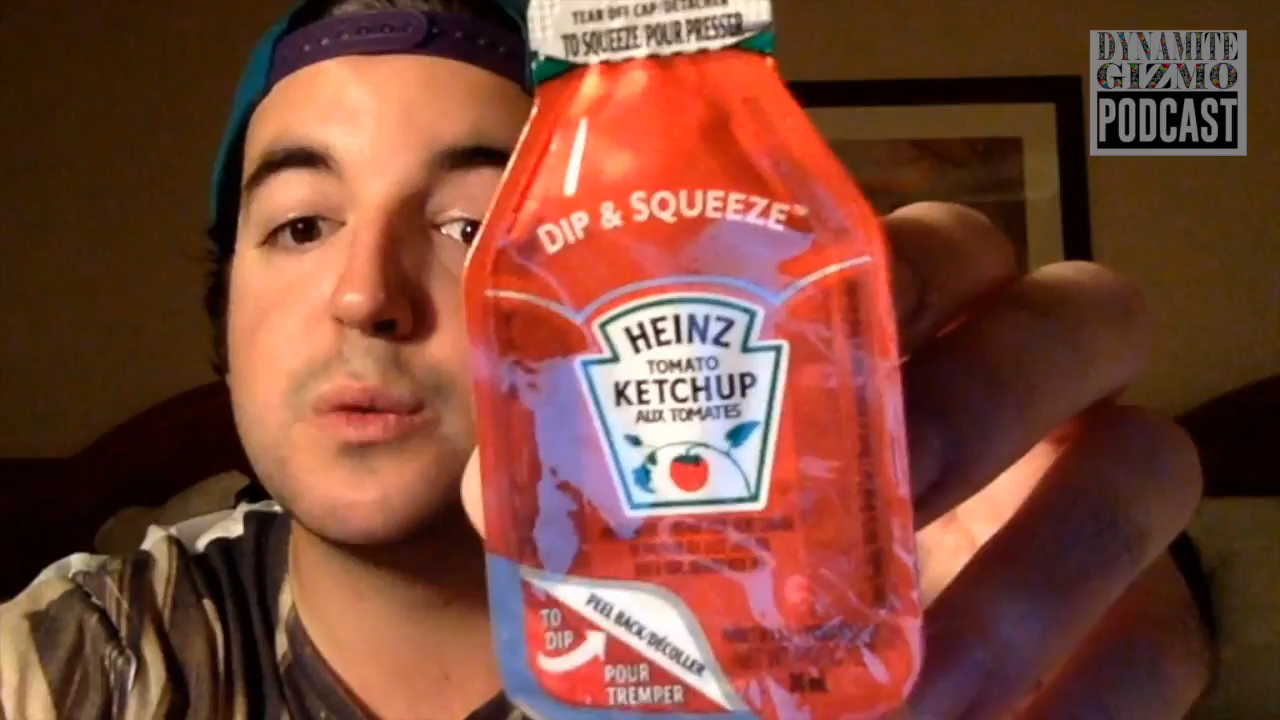 TEAR OFF CAP/DÉTACHER
TO SQUEEZE/POUR PRESSER
DYNAMITE
GIZMO
PODCAST
DIP & SQUEEZE™
HEINZ
TOMATO
KETCHUP
AUX TOMATES
PEEL BACK/DÉCOLLER
TO
DIP
POUR
TREMPER